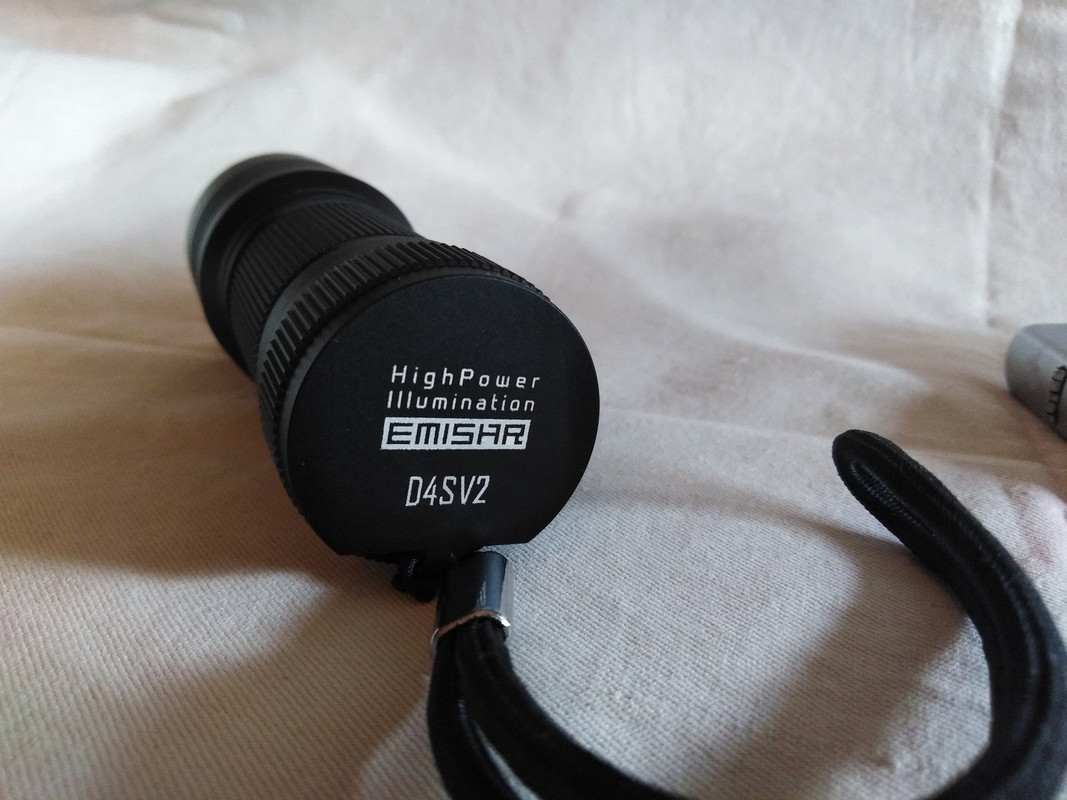 HighPower
Illumination
EMISAR
D4SV2